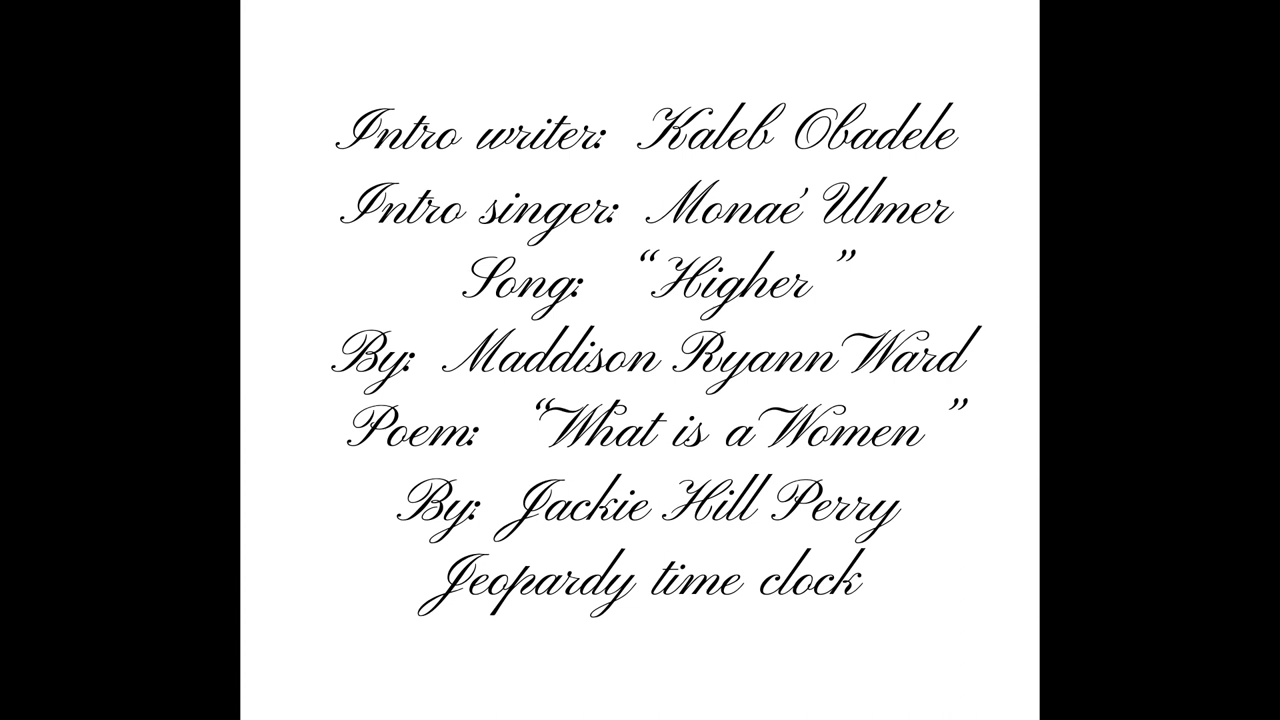 Intro writer: Kaleb Obadele
Intro singer: Monaé Ulmer
Song: “Higher ”
By: Maddison Ryann Ward
Poem: “What is a Women ”
By: Jackie Hill Perry
Jeopardy time clock